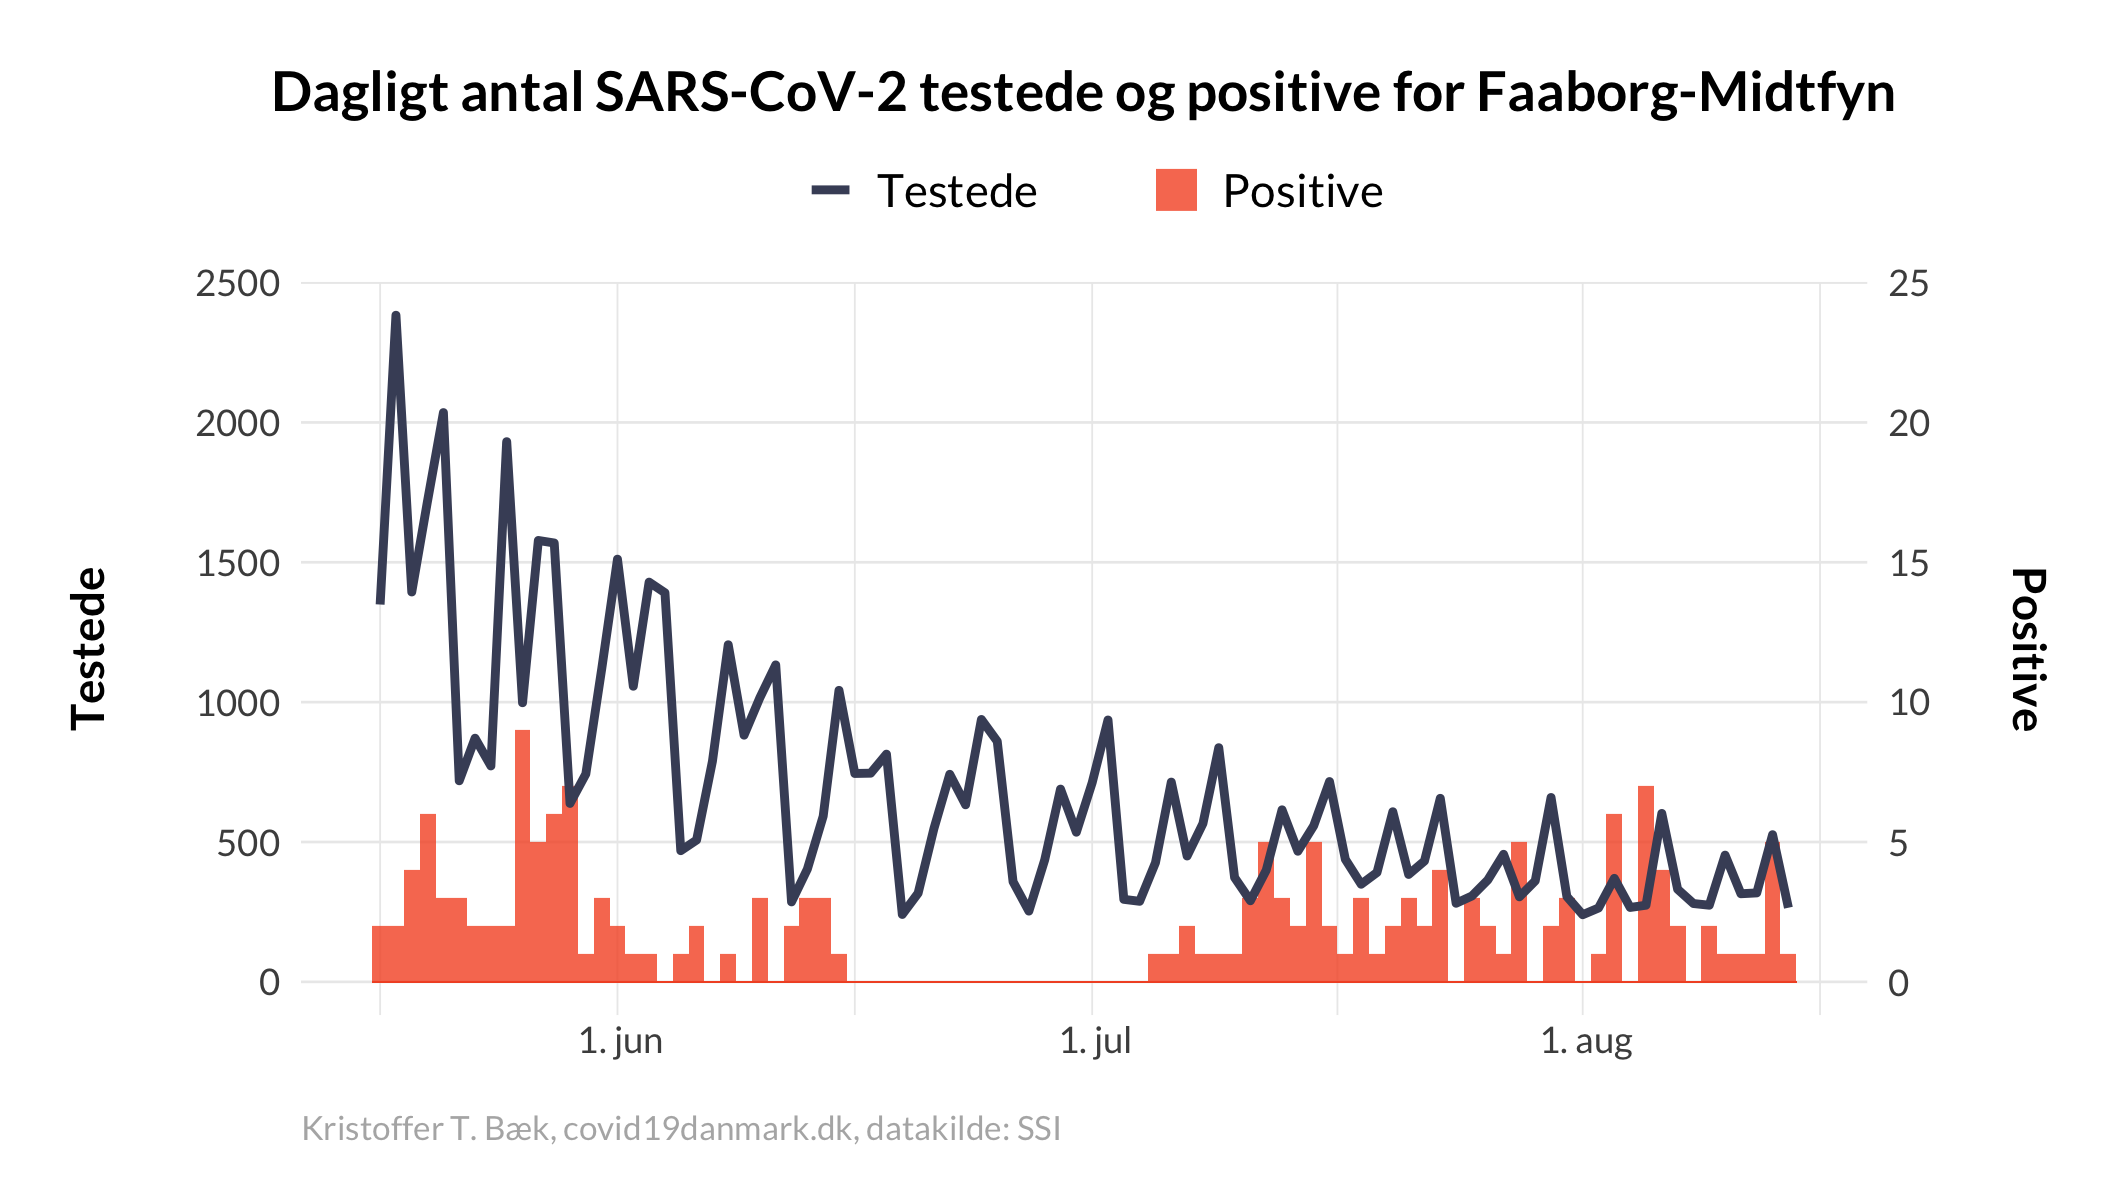 Dagligt antal SARS-CoV-2 testede og positive for Faaborg-Midtfyn
Testede
Positive
2500
2000
1500
1000
500
0
Testede
25
20
15
10
5
0
Positive
1. jun
1. jul
1. aug
Kristoffer T. Bæk, covid19danmark.dk, datakilde: SSI